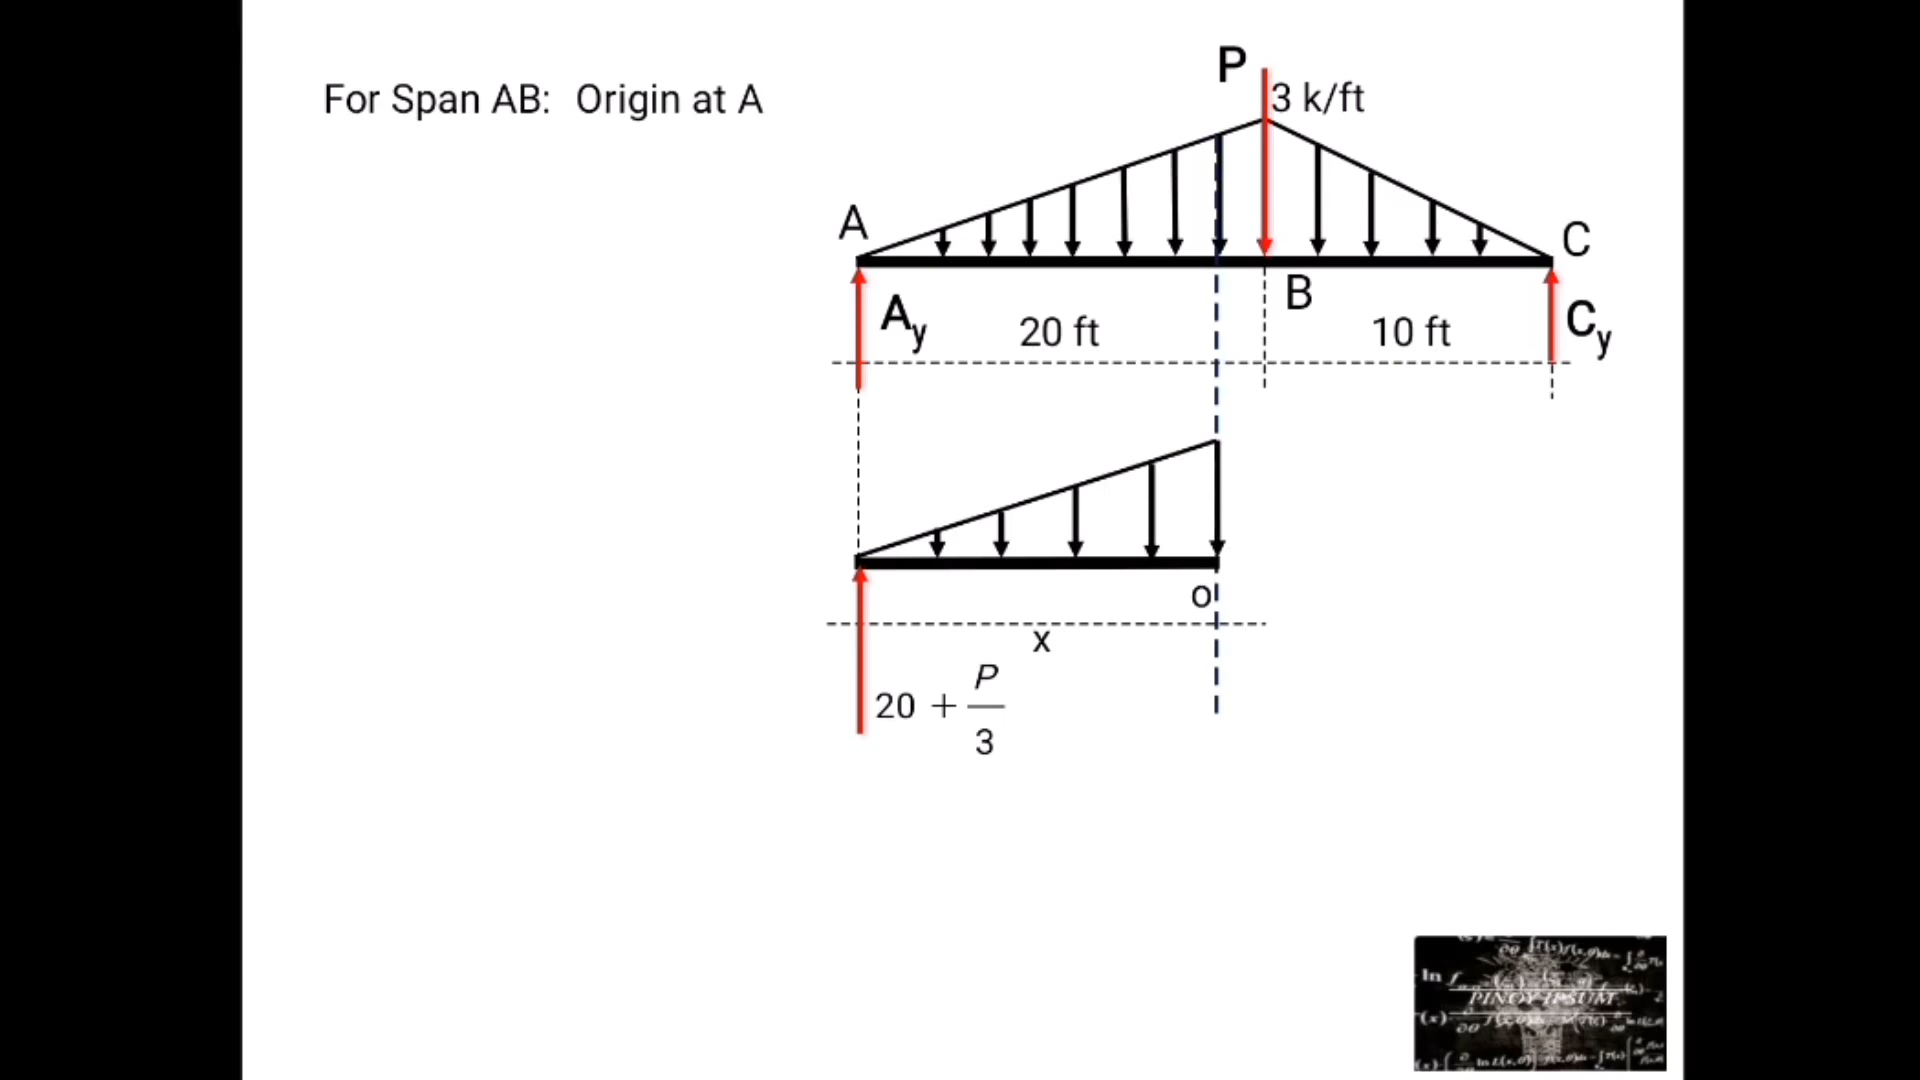 For Span AB: Origin at A
P
3 k/ft
A
C
B
Ay
20 ft
10 ft
Cy
o
x
20 + P/3
PINOY IPSUM